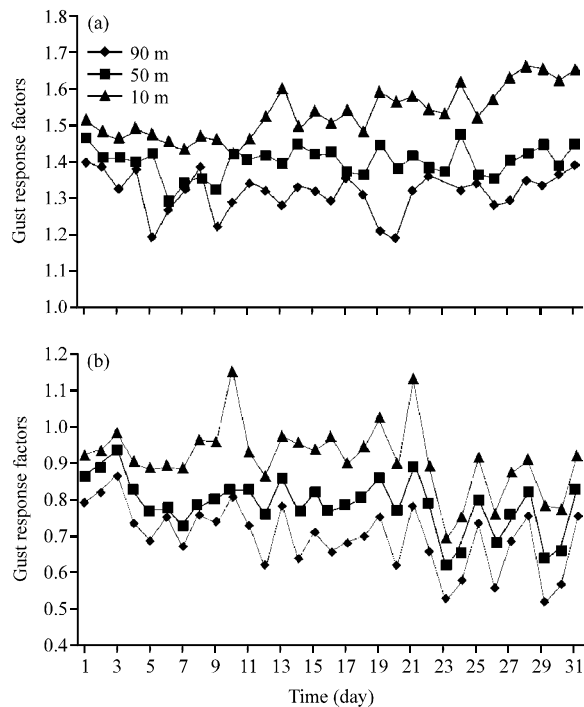 (a)
1.8
1.7
1.6
1.5
1.4
1.3
1.2
1.1
1.0
Gust response factors
90 m
50 m
10 m
(b)
1.2
1.1
1.0
0.9
0.8
0.7
0.6
0.5
0.4
Gust response factors
1 3 5 7 9 11 13 15 17 19 21 23 25 27 29 31
Time (day)